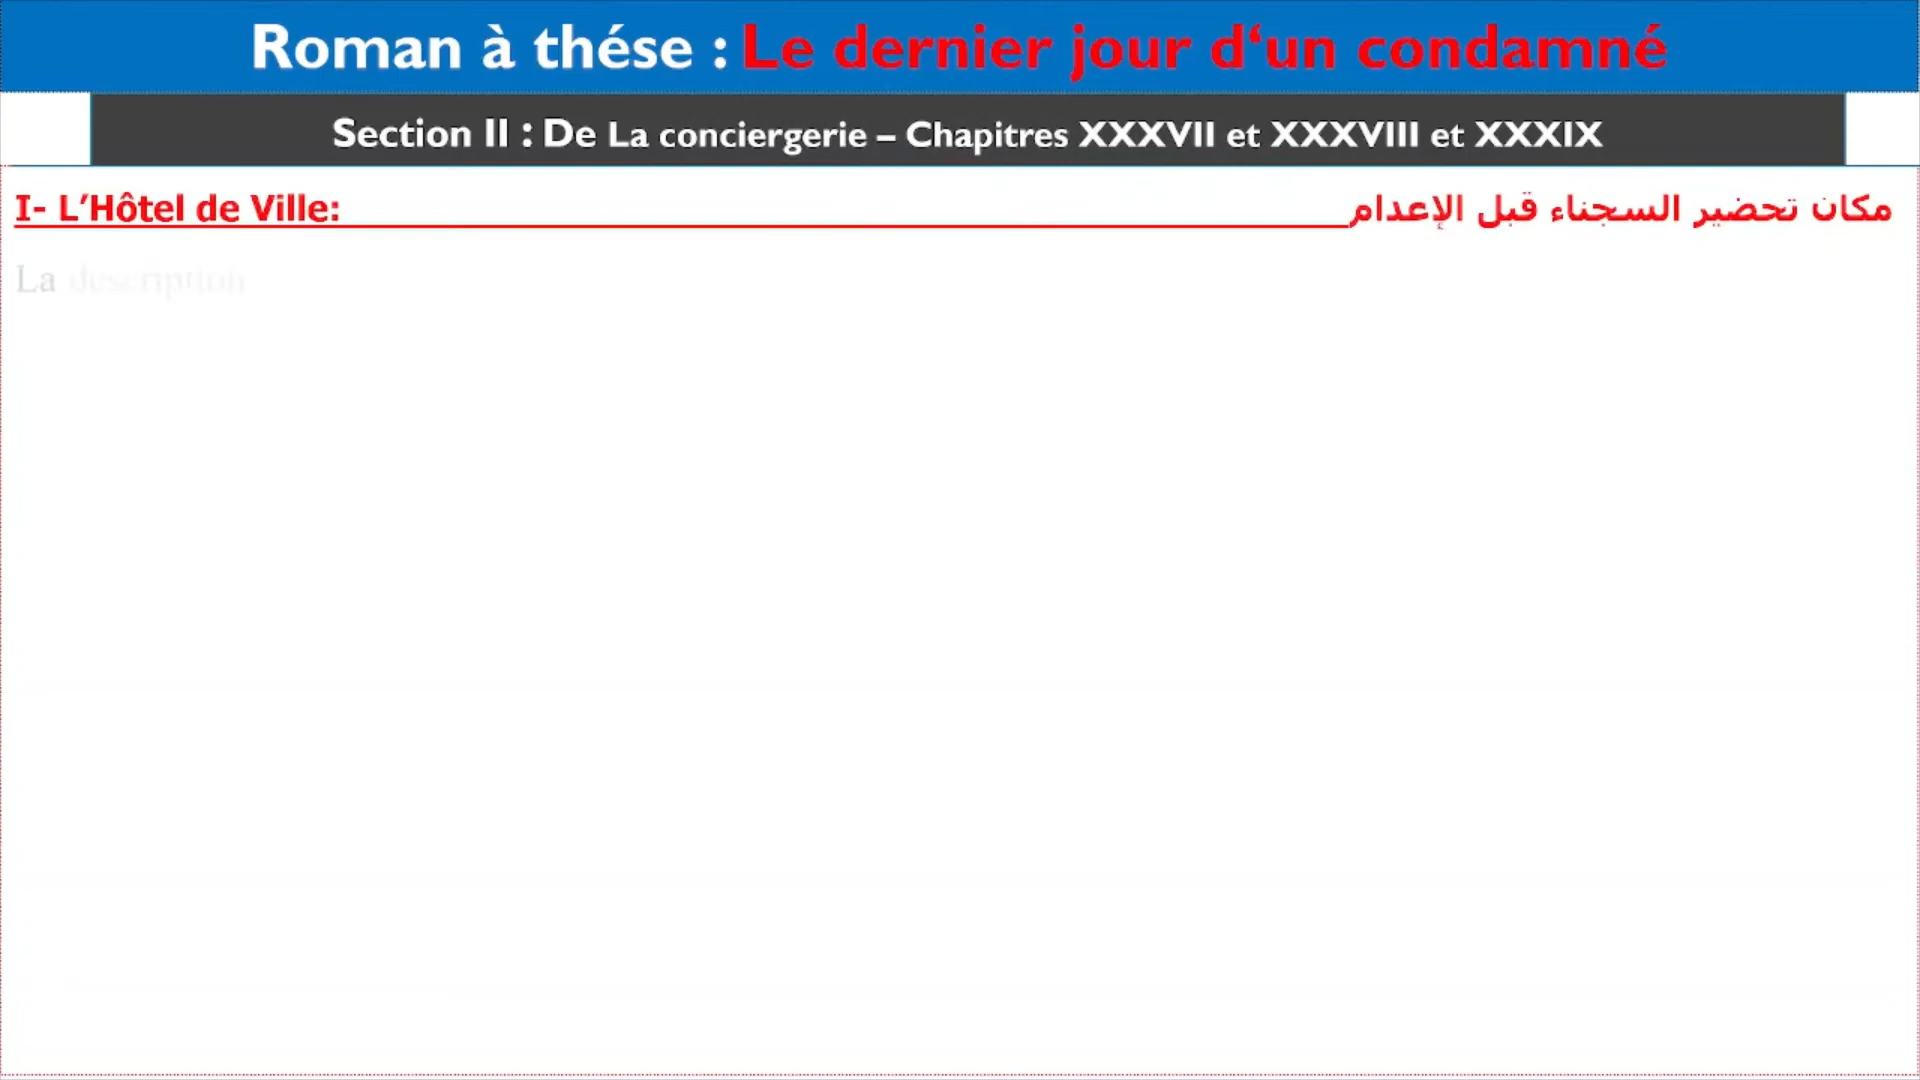 Roman à thése : Le dernier jour d‘un condamné
Section II : De La conciergerie – Chapitres XXXVII et XXXVIII et XXXIX
I- L’Hôtel de Ville: مكان تحضير السجناء قبل الإعدام
La description